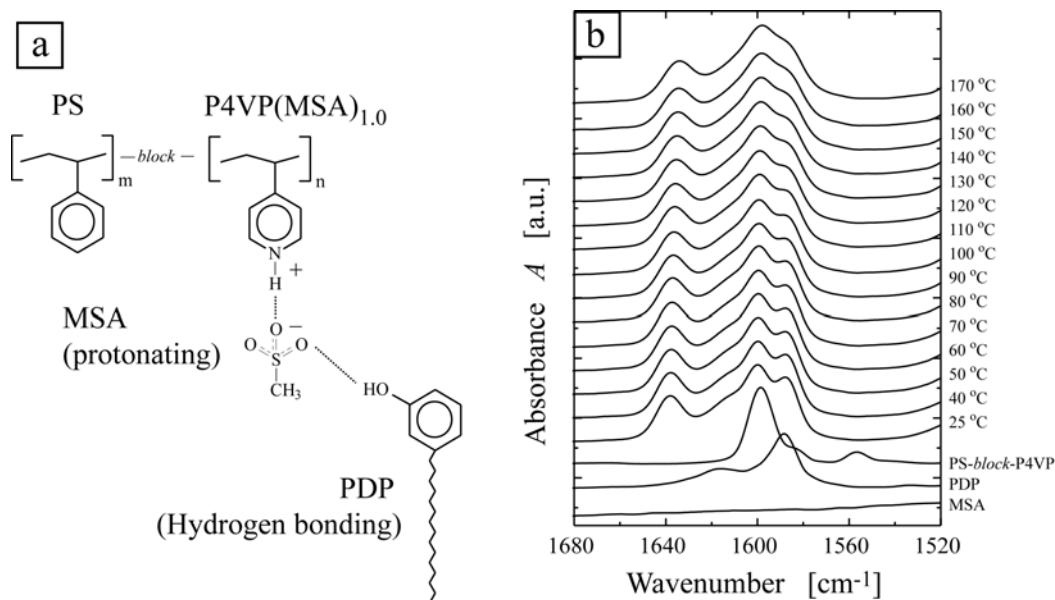 a
PS
P4VP(MSA)1.0
m
block
n
N
H
+
MSA
(protonating)
O
−
O
O
S
CH3
HO
PDP
(Hydrogen bonding)
b
Absorbance A [a.u.]
170 °C
160 °C
150 °C
140 °C
130 °C
120 °C
110 °C
100 °C
90 °C
80 °C
70 °C
60 °C
50 °C
40 °C
25 °C
PS-block-P4VP
PDP
MSA
1680 1640 1600 1560 1520
Wavenumber [cm-1]